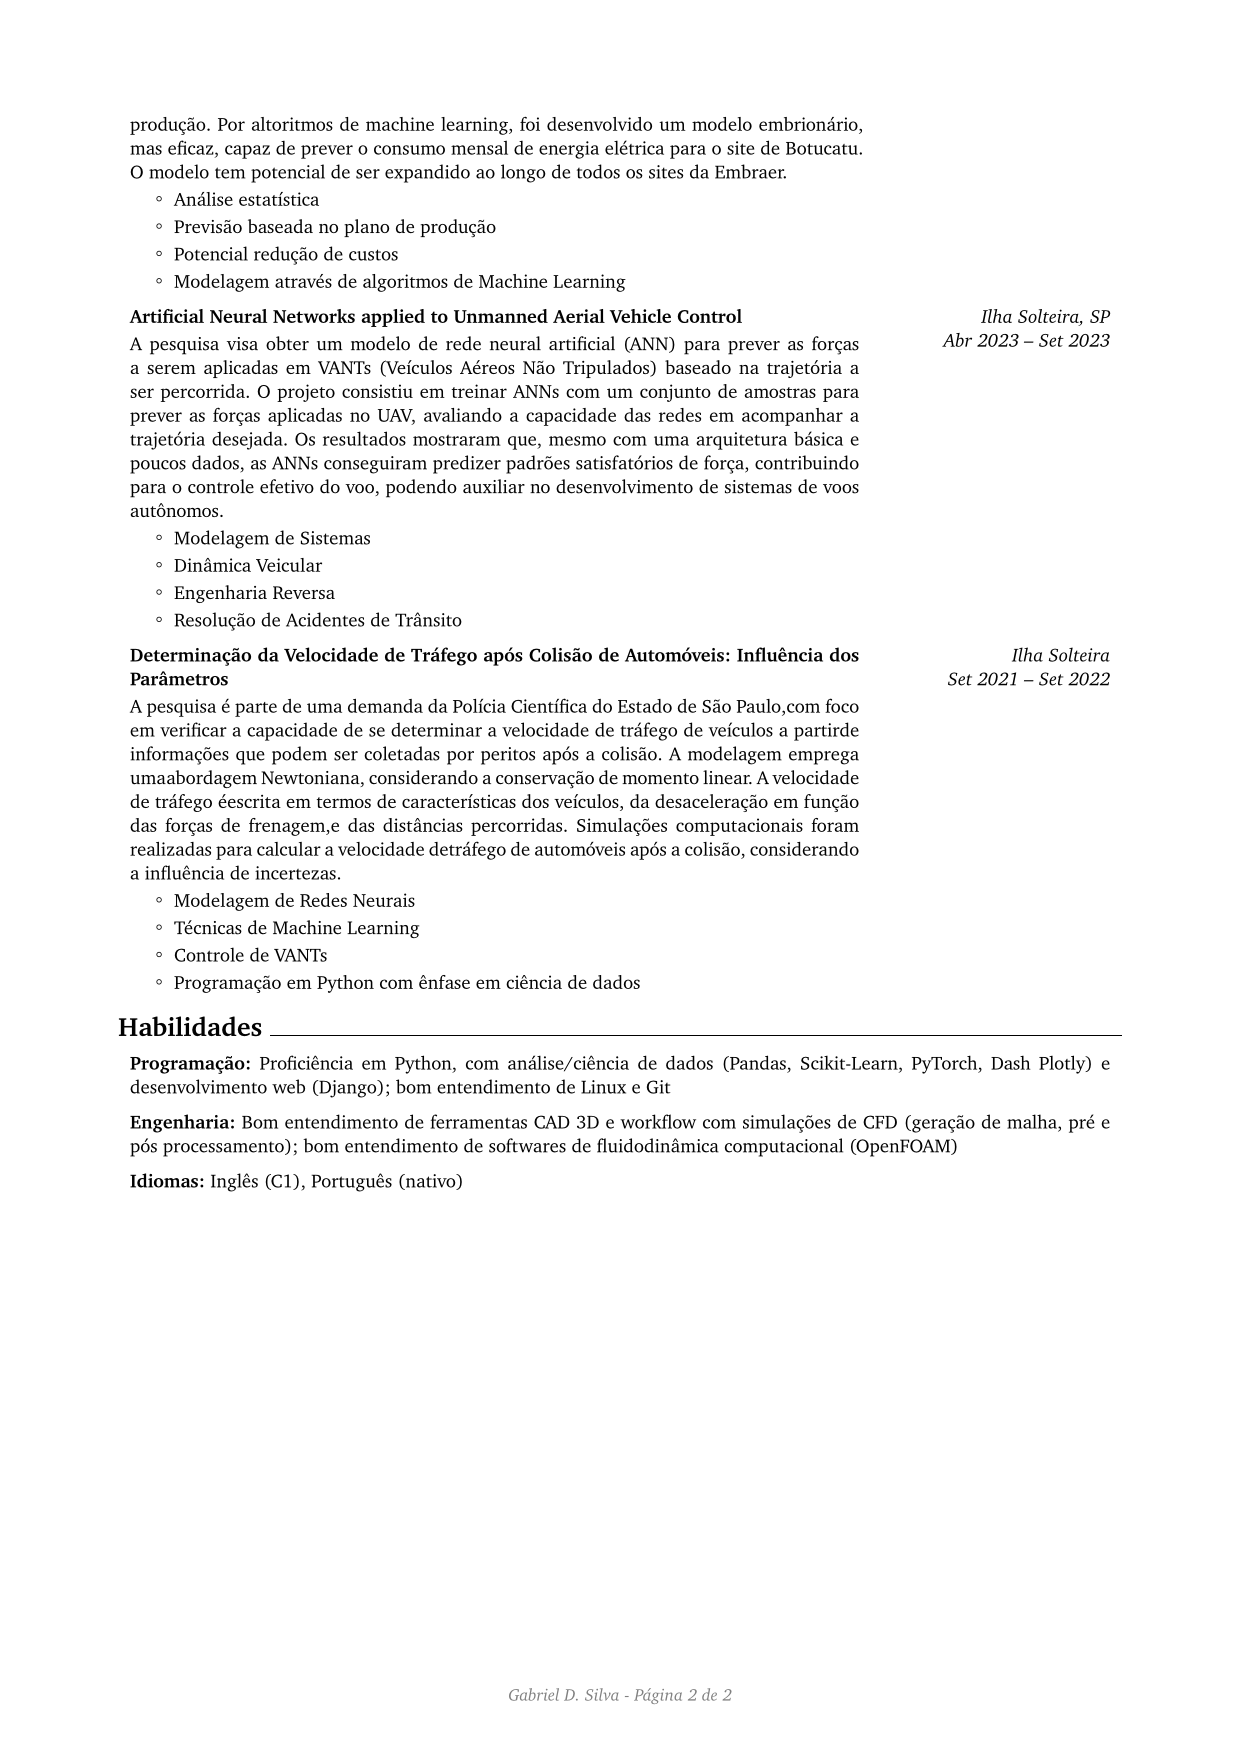 produção. Por altoritmos de machine learning, foi desenvolvido um modelo embrionário,
mas eficaz, capaz de prever o consumo mensal de energia elétrica para o site de Botucatu.
O modelo tem potencial de ser expandido ao longo de todos os sites da Embraer.
◦ Análise estatística
◦ Previsão baseada no plano de produção
◦ Potencial redução de custos
◦ Modelagem através de algoritmos de Machine Learning
Artificial Neural Networks applied to Unmanned Aerial Vehicle Control
Ilha Solteira, SP
Abr 2023 – Set 2023
A pesquisa visa obter um modelo de rede neural artificial (ANN) para prever as forças
a serem aplicadas em VANTs (Veículos Aéreos Não Tripulados) baseado na trajetória a
ser percorrida. O projeto consistiu em treinar ANNs com um conjunto de amostras para
prever as forças aplicadas no UAV, avaliando a capacidade das redes em acompanhar a
trajetória desejada. Os resultados mostraram que, mesmo com uma arquitetura básica e
poucos dados, as ANNs conseguiram predizer padrões satisfatórios de força, contribuindo
para o controle efetivo do voo, podendo auxiliar no desenvolvimento de sistemas de voos
autônomos.
◦ Modelagem de Sistemas
◦ Dinâmica Veicular
◦ Engenharia Reversa
◦ Resolução de Acidentes de Trânsito
Determinação da Velocidade de Tráfego após Colisão de Automóveis: Influência dos
Parâmetros
Ilha Solteira
Set 2021 – Set 2022
A pesquisa é parte de uma demanda da Polícia Científica do Estado de São Paulo,com foco
em verificar a capacidade de se determinar a velocidade de tráfego de veículos a partirde
informações que podem ser coletadas por peritos após a colisão. A modelagem emprega
umaabordagem Newtoniana, considerando a conservação de momento linear. A velocidade
de tráfego éescrita em termos de características dos veículos, da desaceleração em função
das forças de frenagem,e das distâncias percorridas. Simulações computacionais foram
realizadas para calcular a velocidade detráfego de automóveis após a colisão, considerando
a influência de incertezas.
◦ Modelagem de Redes Neurais
◦ Técnicas de Machine Learning
◦ Controle de VANTs
◦ Programação em Python com ênfase em ciência de dados
Habilidades
Programação: Proficiência em Python, com análise/ciência de dados (Pandas, Scikit-Learn, PyTorch, Dash Plotly) e
desenvolvimento web (Django); bom entendimento de Linux e Git
Engenharia: Bom entendimento de ferramentas CAD 3D e workflow com simulações de CFD (geração de malha, pré e
pós processamento); bom entendimento de softwares de fluidodinâmica computacional (OpenFOAM)
Idiomas: Inglês (C1), Português (nativo)
Gabriel D. Silva - Página 2 de 2